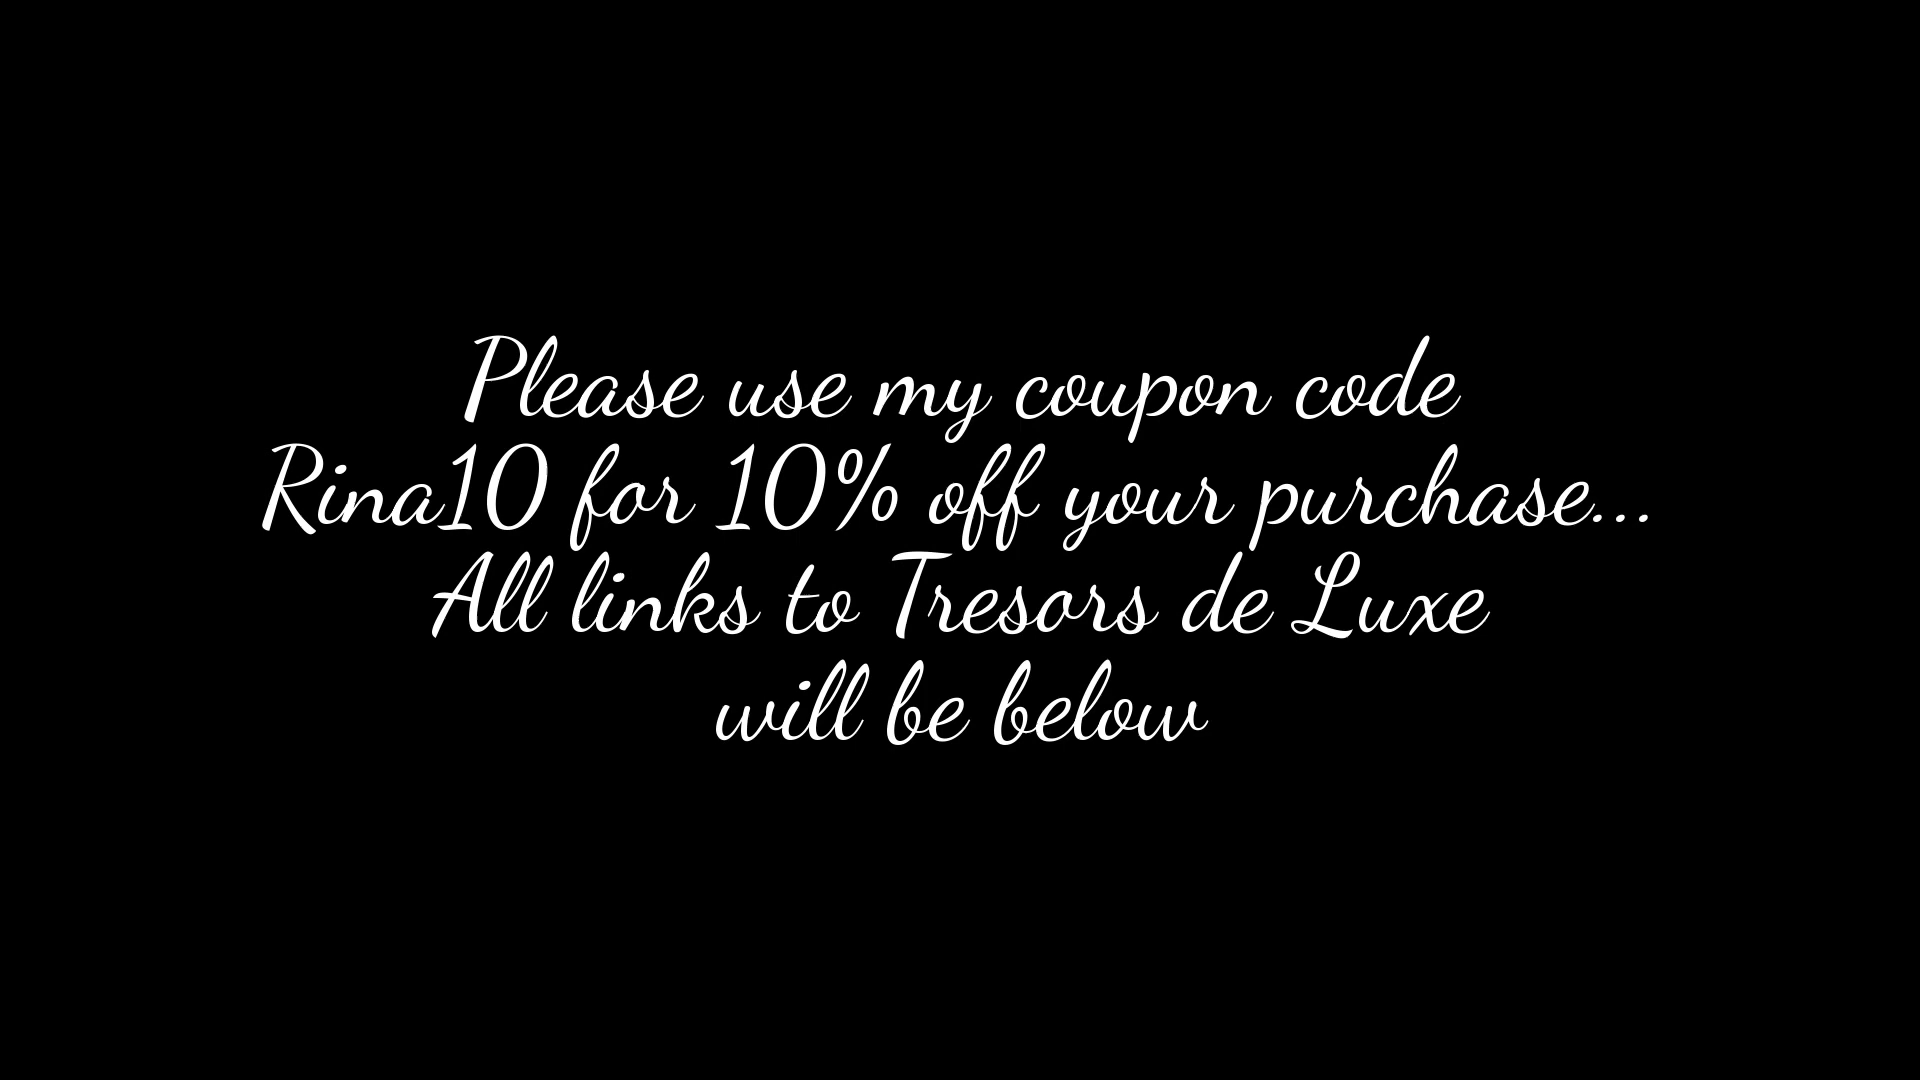 Please use my coupon code
Rina10 for 10% off your purchase...
All links to Tresors de Luxe
will be below